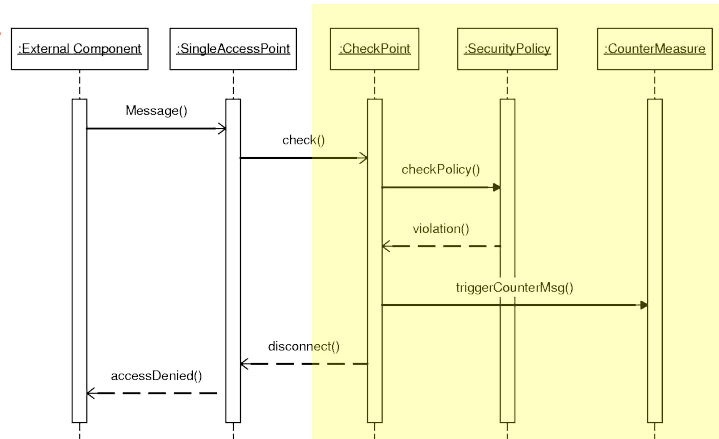 :External Component
:SingleAccessPoint
:CheckPoint
:SecurityPolicy
:CounterMeasure
Message()
check()
checkPolicy()
violation()
triggerCounterMsg()
disconnect()
accessDenied()